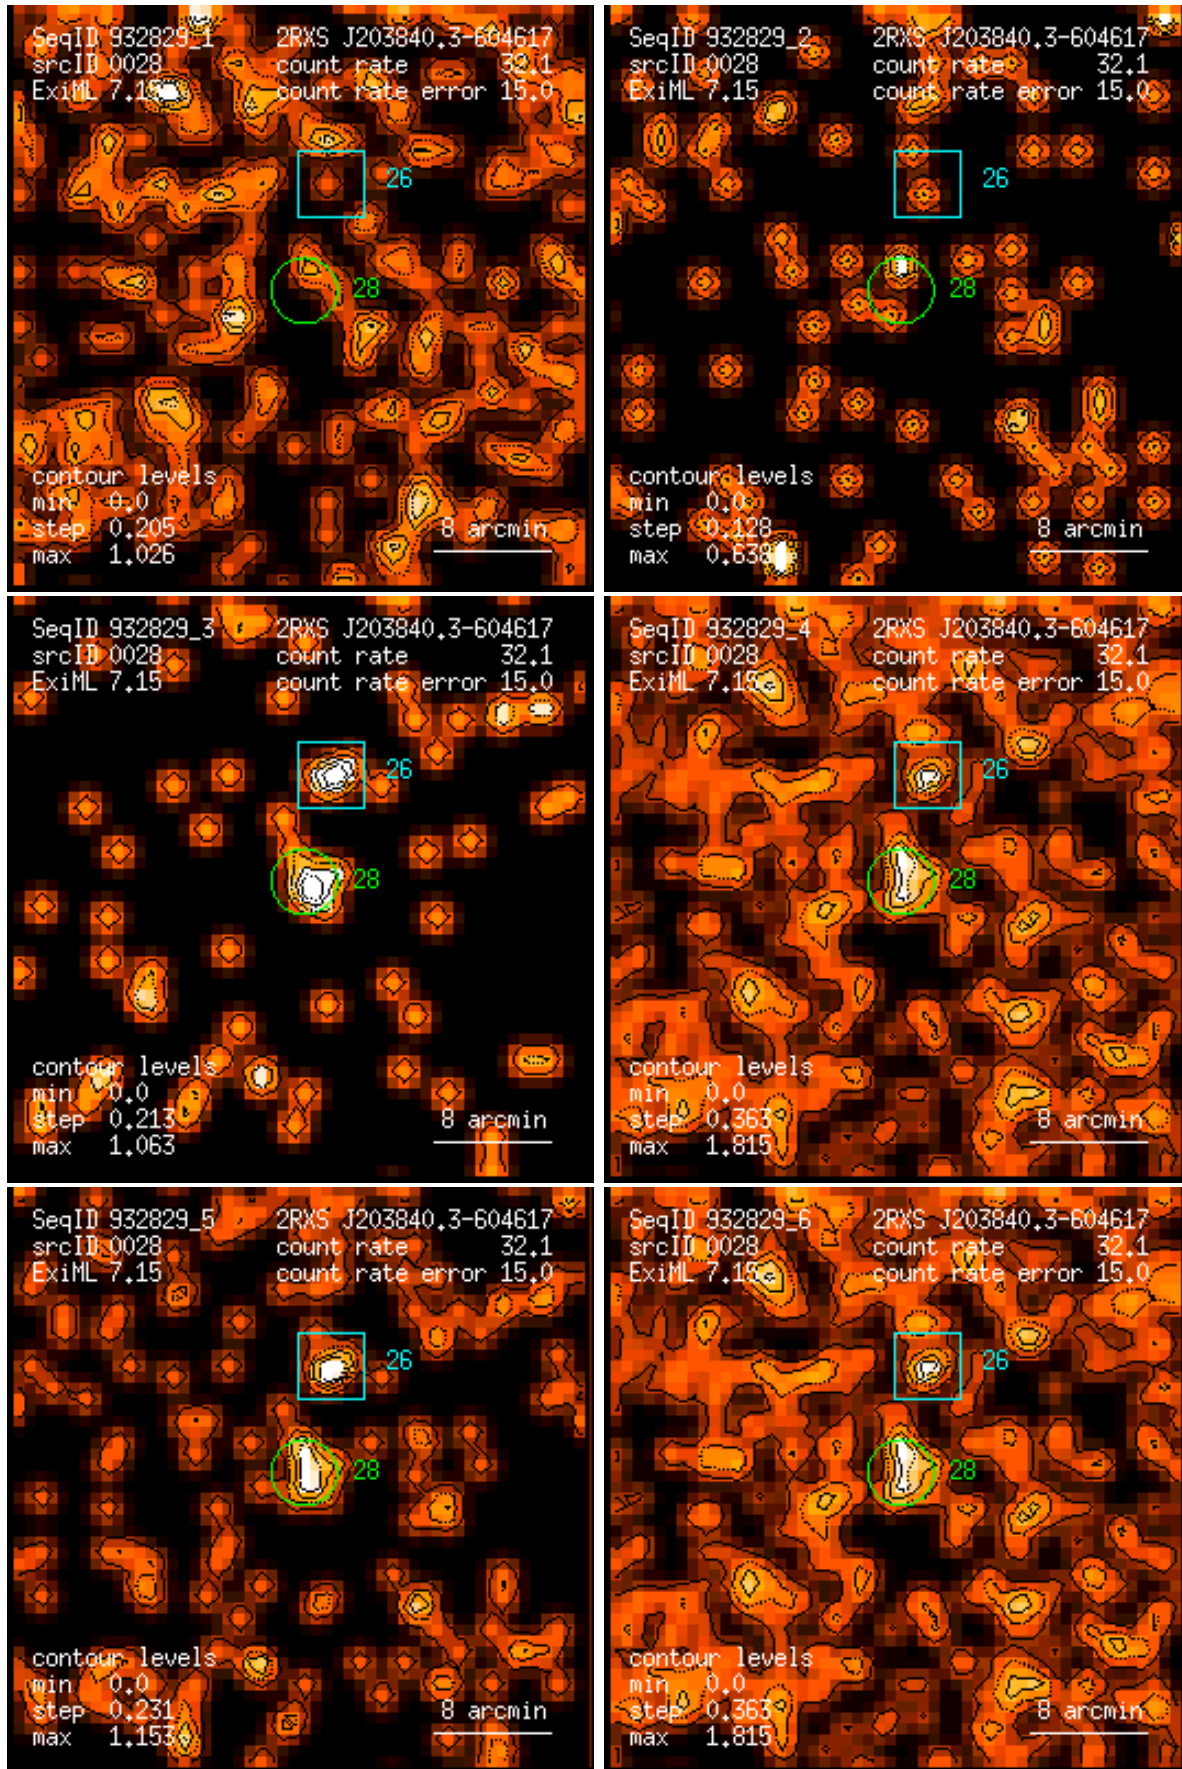 SeqID 932829_1 2RXS J203840.3-604617
srcID 0028 count rate 32.1
ExiML 7.15 count rate error 15.0
26
28
contour levels
min 0.0
step 0.205
max 1.026
8 arcmin
SeqID 932829_2 2RXS J203840.3-604617
srcID 0028 count rate 32.1
ExiML 7.15 count rate error 15.0
26
28
contour levels
min 0.0
step 0.128
max 0.638
8 arcmin
SeqID 932829_3 2RXS J203840.3-604617
srcID 0028 count rate 32.1
ExiML 7.15 count rate error 15.0
26
28
contour levels
min 0.0
step 0.213
max 1.063
8 arcmin
SeqID 932829_4 2RXS J203840.3-604617
srcID 0028 count rate 32.1
ExiML 7.15 count rate error 15.0
26
28
contour levels
min 0.0
step 0.363
max 1.815
8 arcmin
SeqID 932829_5 2RXS J203840.3-604617
srcID 0028 count rate 32.1
ExiML 7.15 count rate error 15.0
26
28
contour levels
min 0.0
step 0.231
max 1.153
8 arcmin
SeqID 932829_6 2RXS J203840.3-604617
srcID 0028 count rate 32.1
ExiML 7.15 count rate error 15.0
26
28
contour levels
min 0.0
step 0.363
max 1.815
8 arcmin